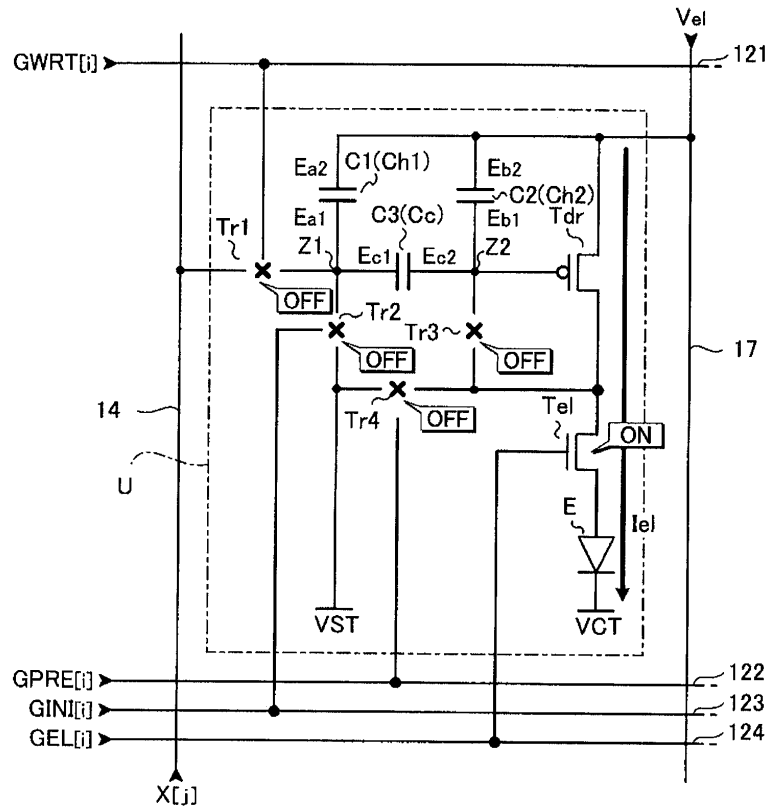 Vel
GWRT[i]
121
Ea2
C1(Ch1)
Eb2
C2(Ch2)
Ea1
C3(Cc)
Eb1
Tdr
Tr1
Z1
Ec1
Ec2
Z2
OFF
Tr2
Tr3
OFF
OFF
17
14
Tr4
OFF
Tel
ON
U
E
Iel
VST
VCT
GPRE[i]
122
GINI[i]
123
GEL[i]
124
X[j]